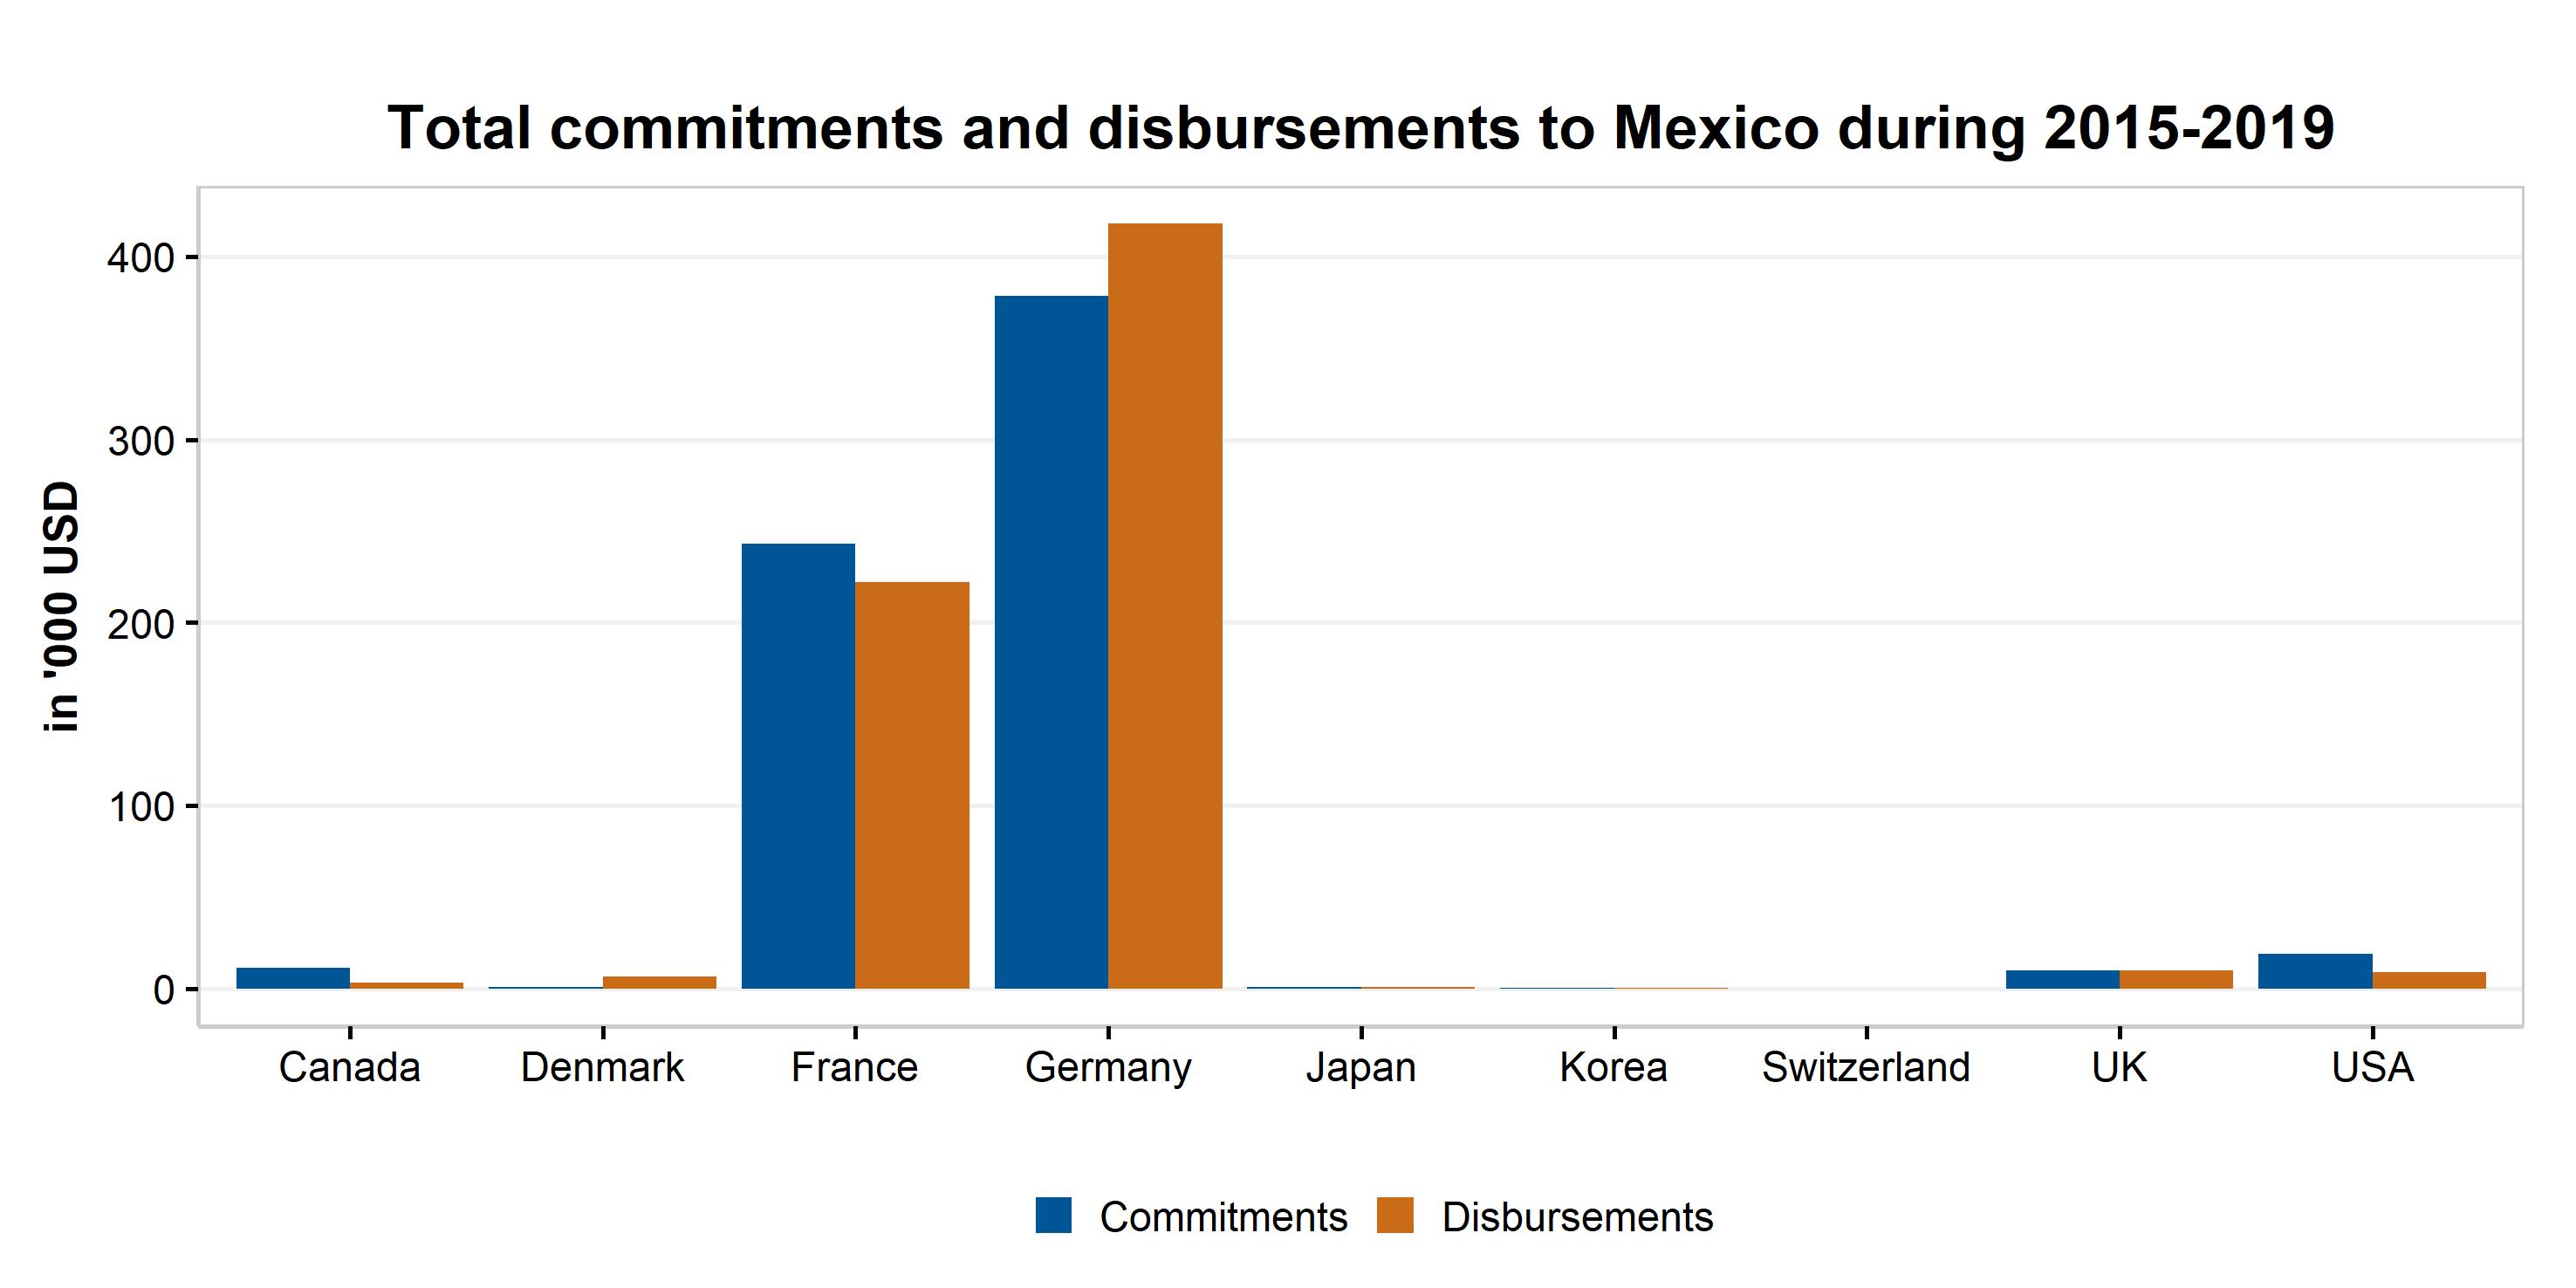 Total commitments and disbursements to Mexico during 2015-2019
in '000 USD
400
300
200
100
0
Canada Denmark France Germany Japan Korea Switzerland UK USA
Commitments Disbursements